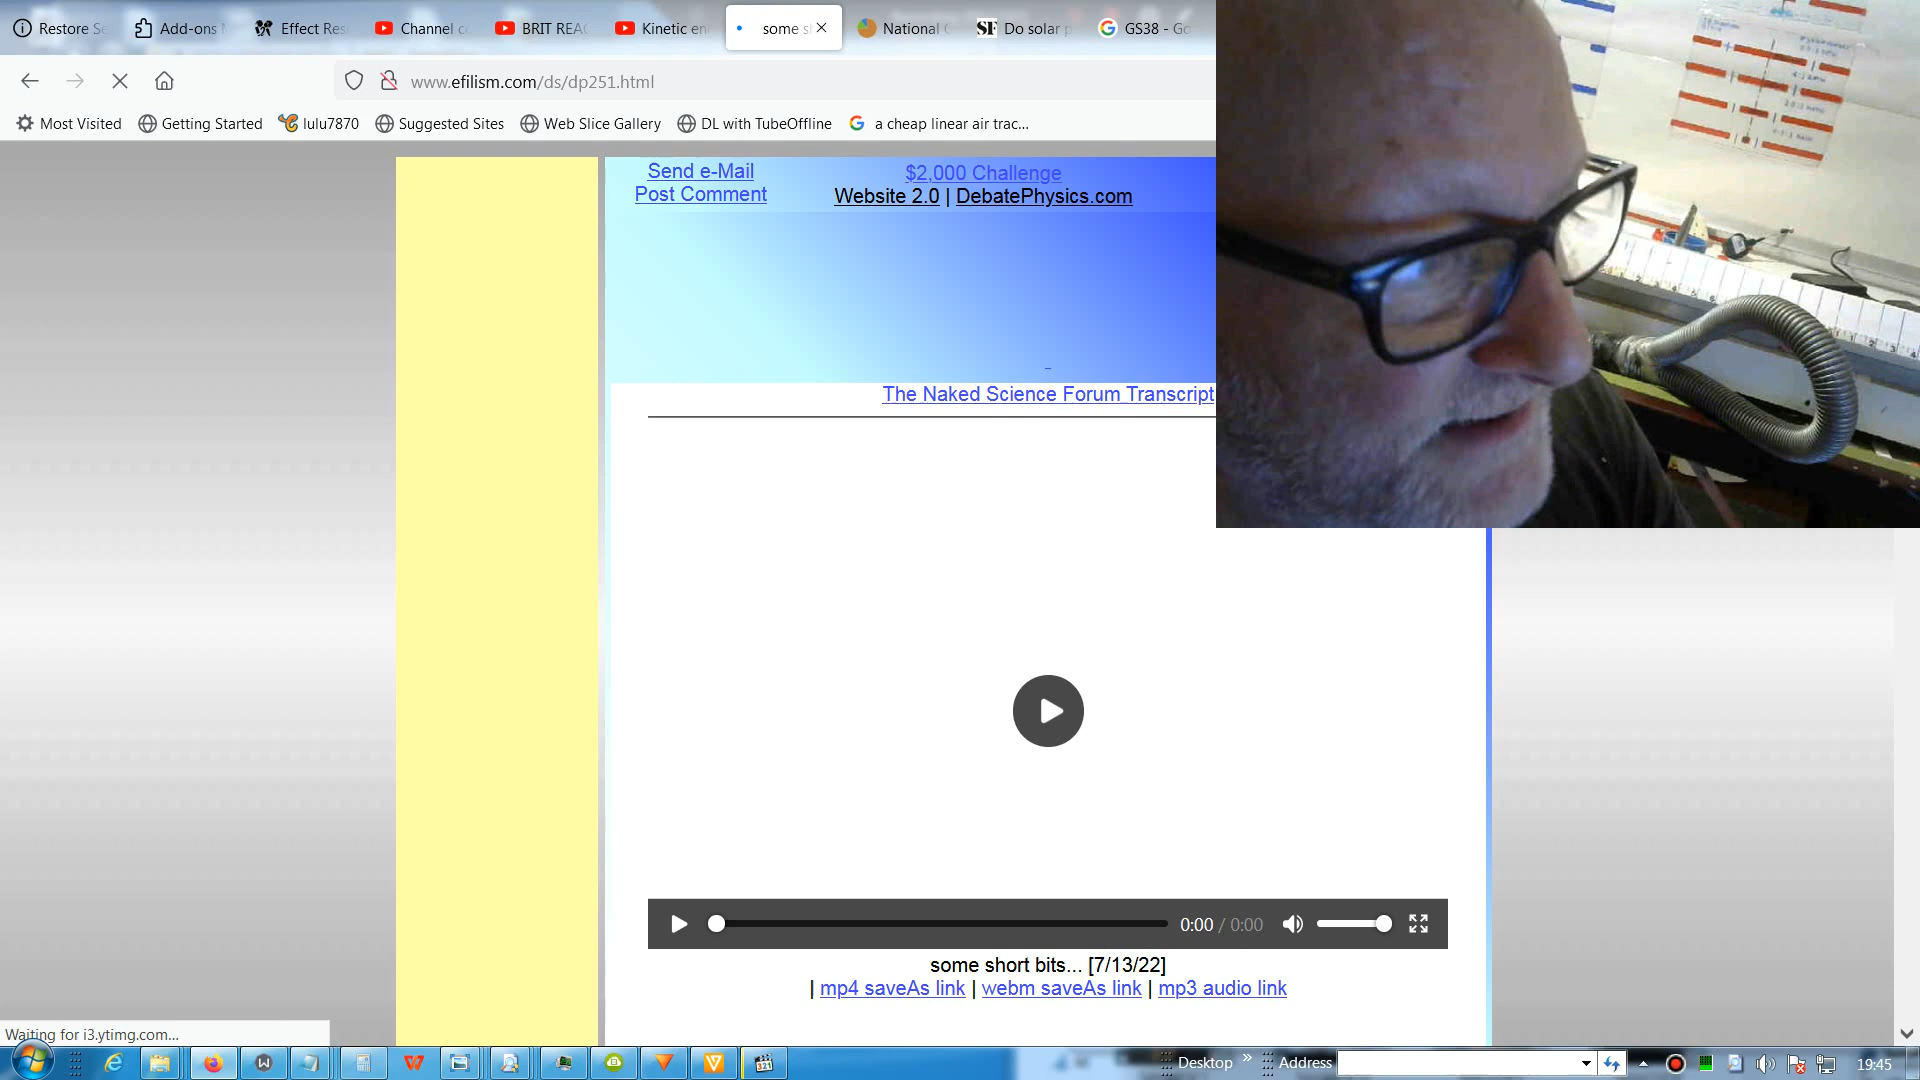 Restore Se
Add-ons
Effect Res
Channel c
BRIT REA
Kinetic en
some s
National
SF Do solar p
GS38 - Go
www.efilism.com/ds/dp251.html
Most Visited
Getting Started
lulu7870
Suggested Sites
Web Slice Gallery
DL with TubeOffline
a cheap linear air trac...
Send e-Mail
Post Comment
$2,000 Challenge
Website 2.0 | DebatePhysics.com
The Naked Science Forum Transcript
0:00 / 0:00
some short bits... [7/13/22]
| mp4 saveAs link | webm saveAs link | mp3 audio link
Waiting for i3.ytimg.com...
Desktop
Address
19:45